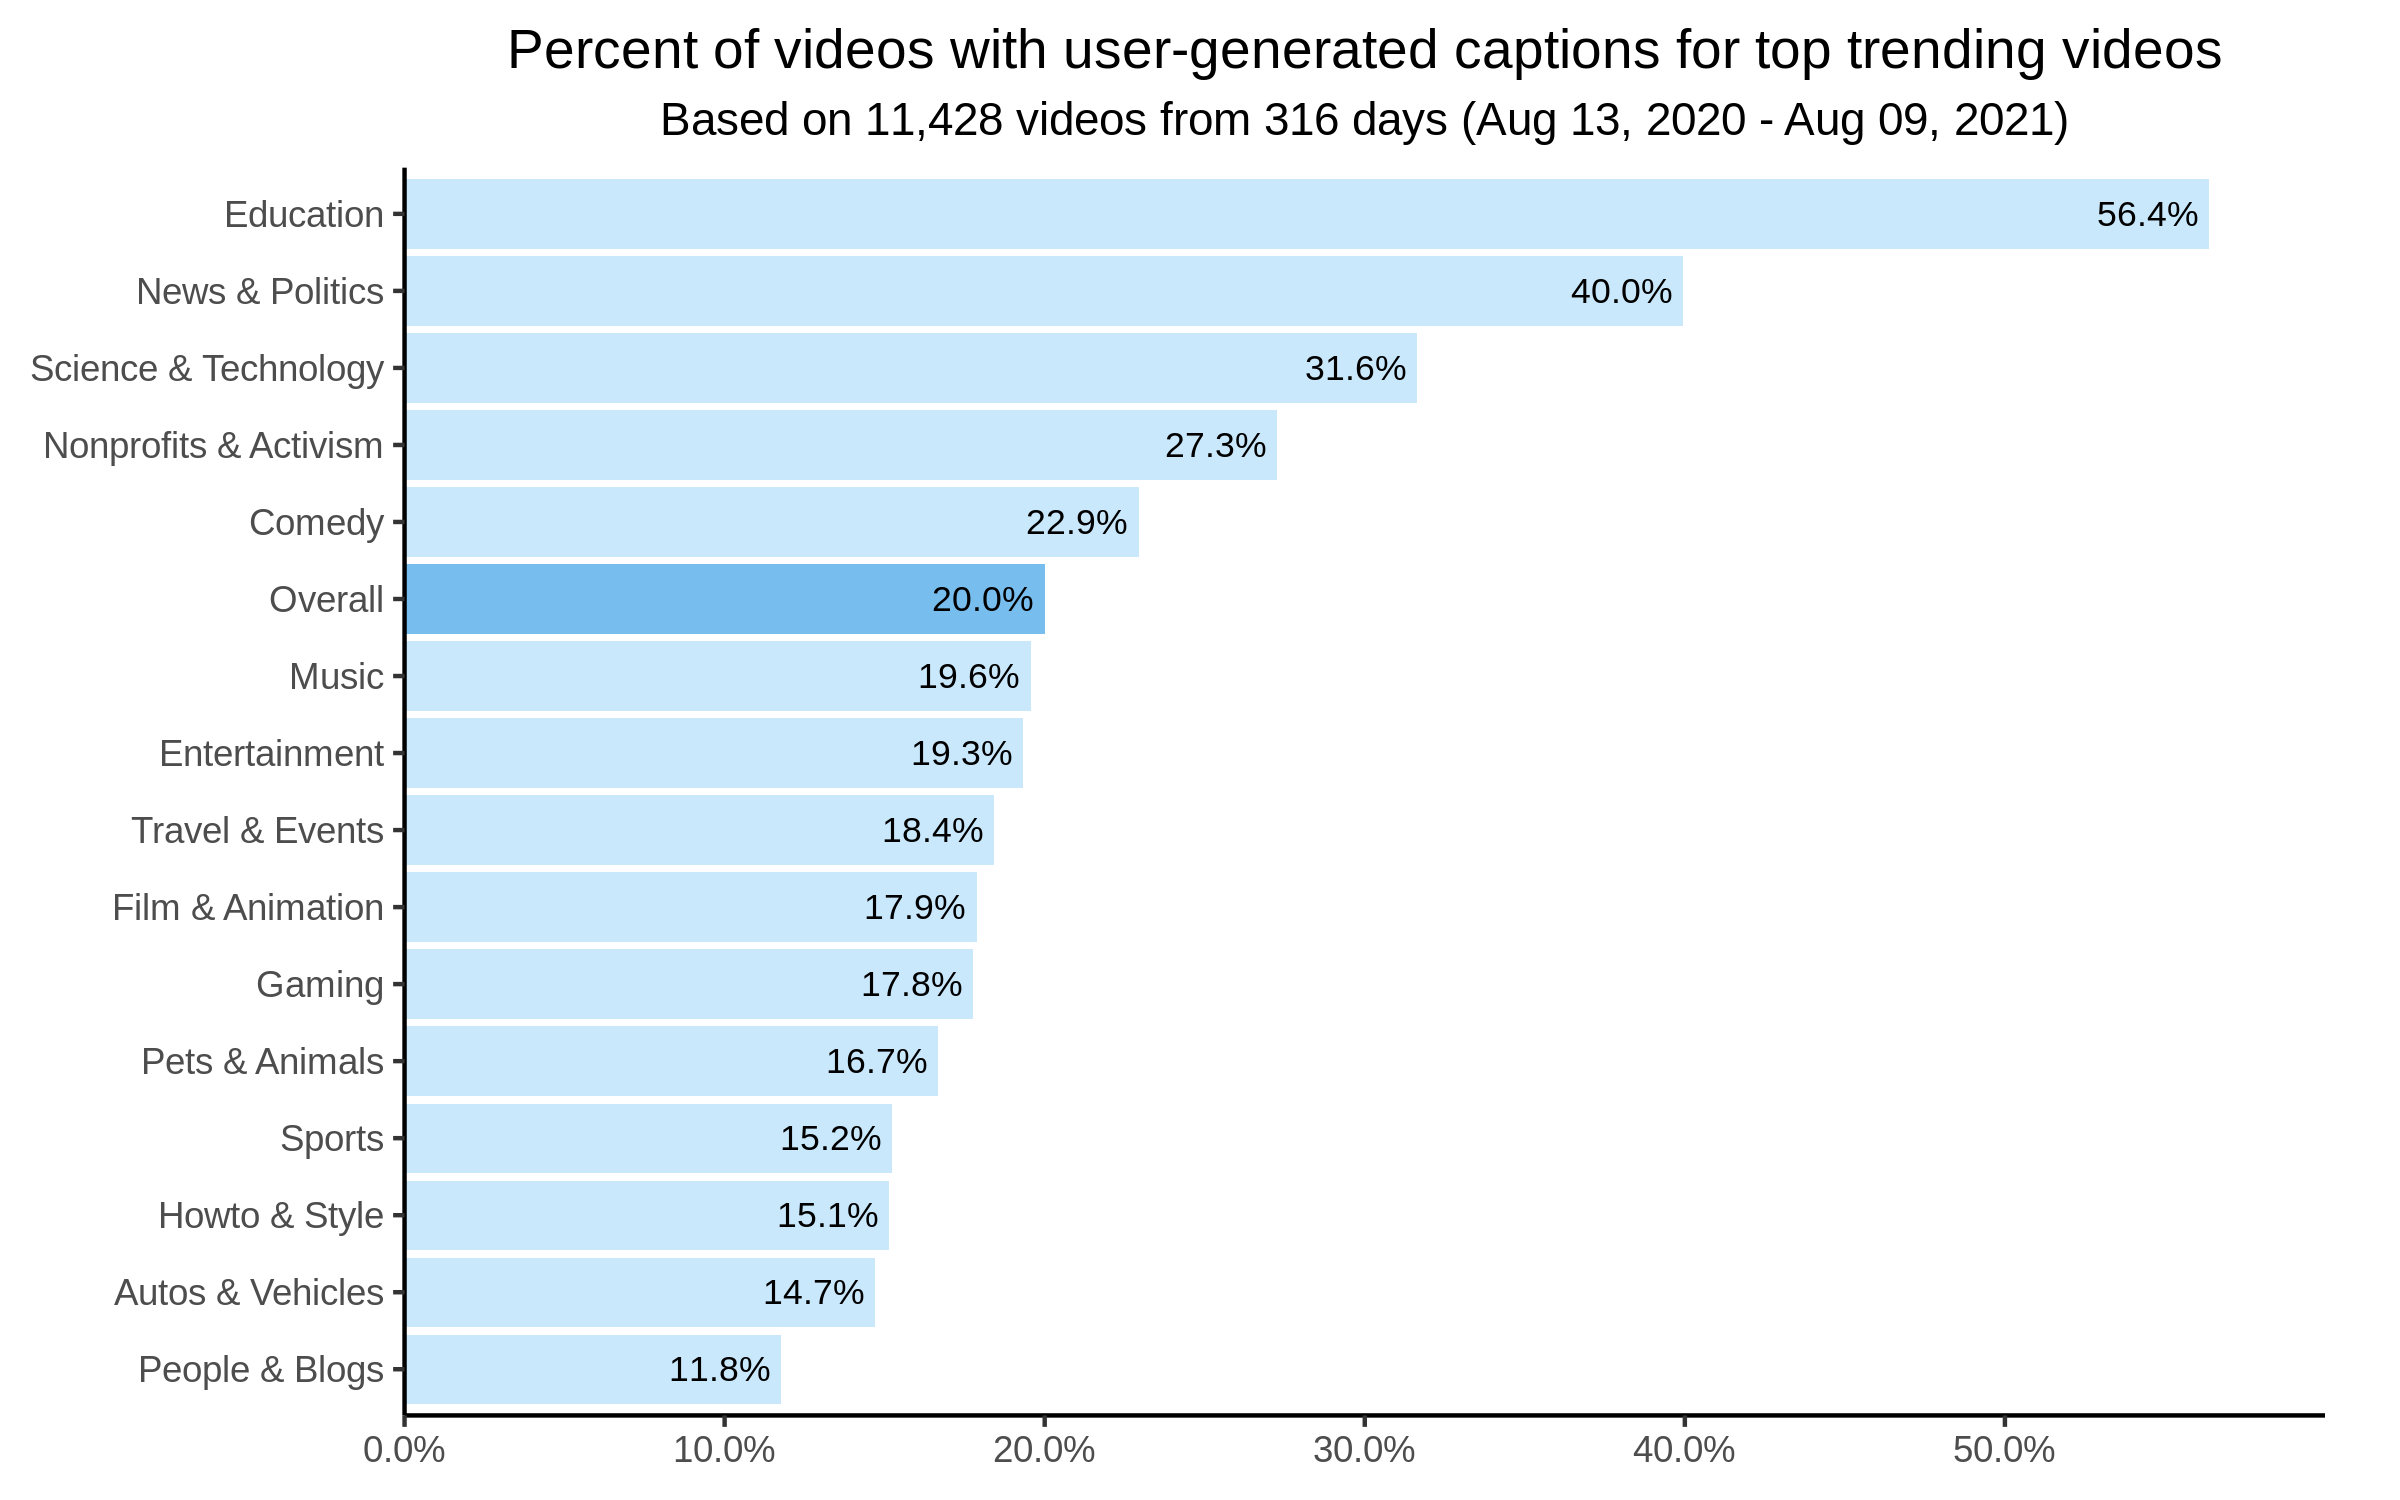 Percent of videos with user-generated captions for top trending videos
Based on 11,428 videos from 316 days (Aug 13, 2020 - Aug 09, 2021)
Education 56.4%
News & Politics 40.0%
Science & Technology 31.6%
Nonprofits & Activism 27.3%
Comedy 22.9%
Overall 20.0%
Music 19.6%
Entertainment 19.3%
Travel & Events 18.4%
Film & Animation 17.9%
Gaming 17.8%
Pets & Animals 16.7%
Sports 15.2%
Howto & Style 15.1%
Autos & Vehicles 14.7%
People & Blogs 11.8%
0.0% 10.0% 20.0% 30.0% 40.0% 50.0%